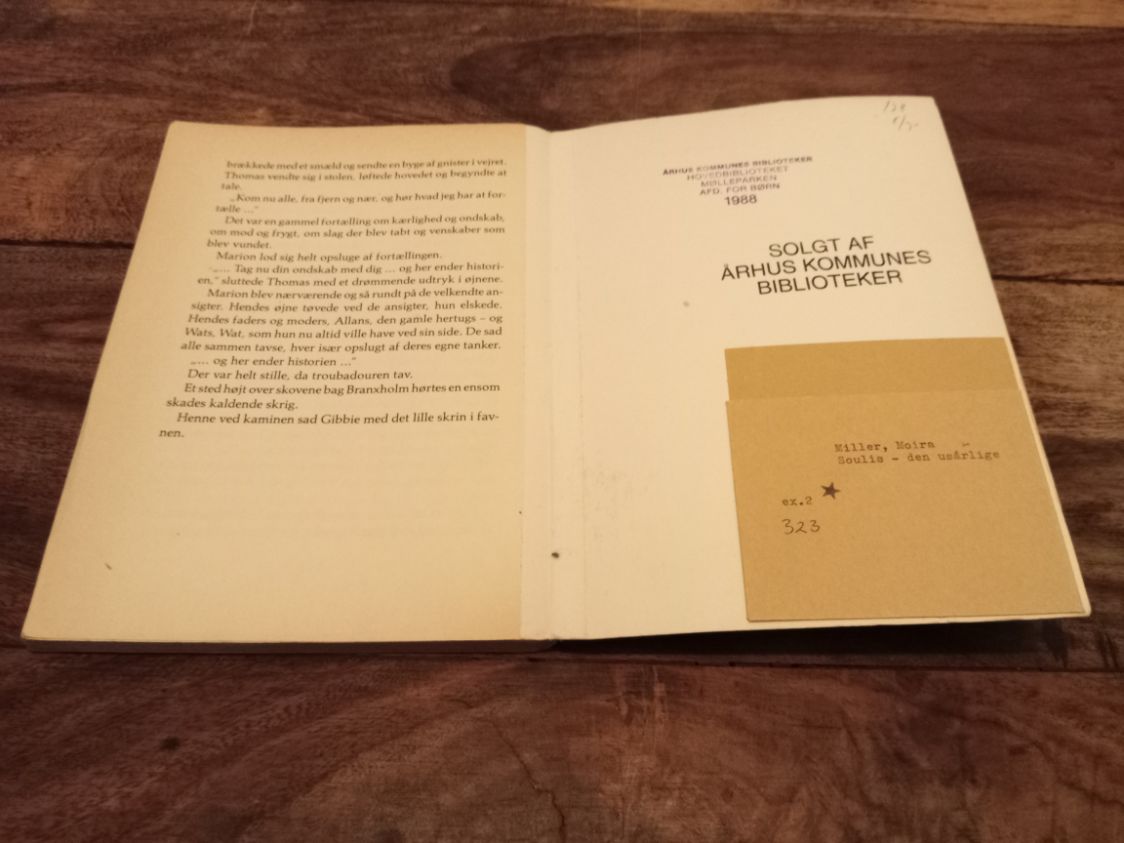 brækkede med et smæld og sendte en byge af gnister i vejret.
Thomas vendte sig i stolen, løftede hovedet og begyndte at
tale.
„Kom nu alle, fra fjern og nær, og hør hvad jeg har at for-
tælle ...”
Det var en gammel fortælling om kærlighed og ondskab,
om mod og frygt, om slag der blev tabt og venskaber som
blev vundet.
Marion lod sig helt opsluge af fortællingen.
„... Tag nu din ondskab med dig ... og her ender histori-
en,” sluttede Thomas med et drømmende udtryk i øjnene.
Marion blev nærværende og så rundt på de velkendte an-
sigter. Hendes øjne tøvede ved de ansigter, hun elskede.
Hendes faders og moders, Allans, den gamle hertugs – og
Wats, Wat, som hun nu altid ville have ved sin side. De sad
alle sammen tavse, hver især opslugt af deres egne tanker.
„... og her ender historien ...”
Der var helt stille, da troubadouren tav.
Et sted højt over skovene bag Branxholm hørtes en ensom
skades kaldende skrig.
Henne ved kaminen sad Gibbie med det lille skrin i fav-
nen.
ÅRHUS KOMMUNES BIBLIOTEKER
HOVEDBIBLIOTEKET
MØLLEPARKEN
AFD. FOR BØRN
1988
SOLGT AF
ÅRHUS KOMMUNES
BIBLIOTEKER
Miller, Moira
Soulis - den usårlige
ex.2
323